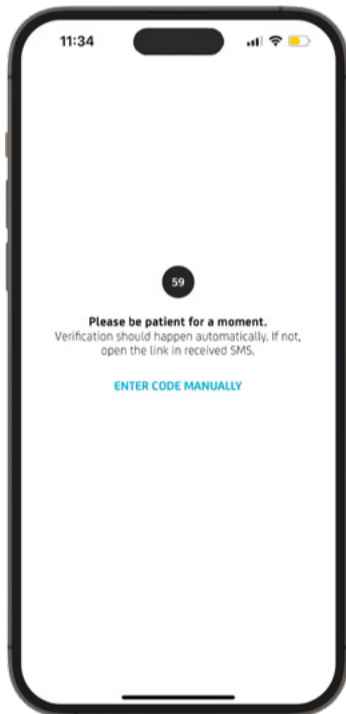 11:34
59
Please be patient for a moment.
Verification should happen automatically. If not,
open the link in received SMS.
ENTER CODE MANUALLY